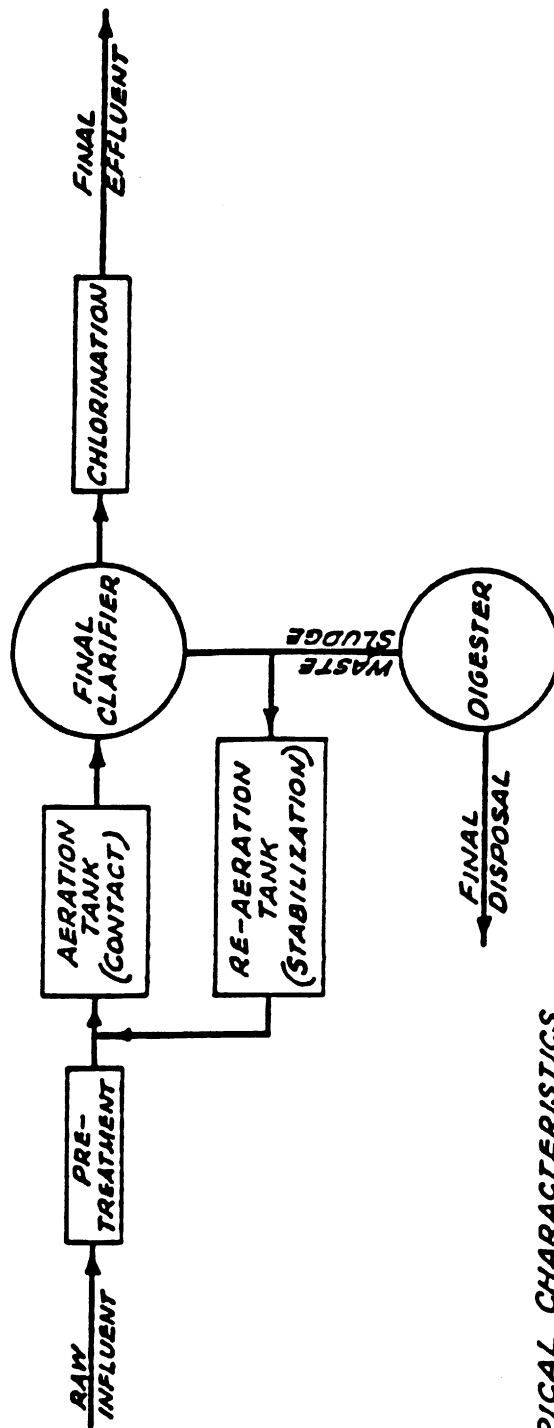 RAW
INFLUENT
PRE-
TREATMENT
AERATION
TANK
(CONTACT)
FINAL
CLARIFIER
CHLORINATION
FINAL
EFFLUENT
RE-AERATION
TANK
(STABILIZATION)
WASTE
SLUDGE
DIGESTER
FINAL
DISPOSAL
CHARACTERISTICS